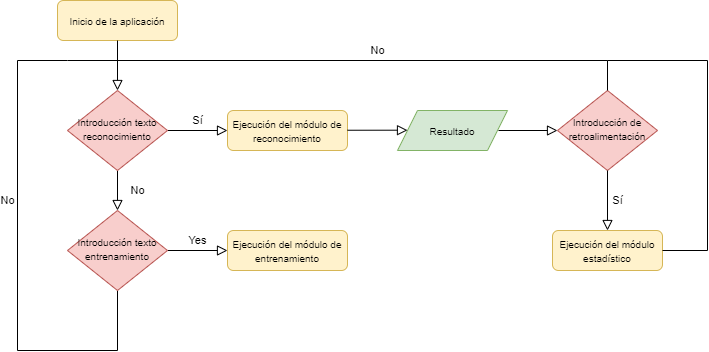 Inicio de la aplicación
No
Introducción texto
reconocimiento
Sí
Ejecución del módulo de
reconocimiento
Resultado
Introducción de
retroalimentación
No
Sí
No
Introducción texto
entrenamiento
Yes
Ejecución del módulo de
entrenamiento
Ejecución del módulo
estadístico